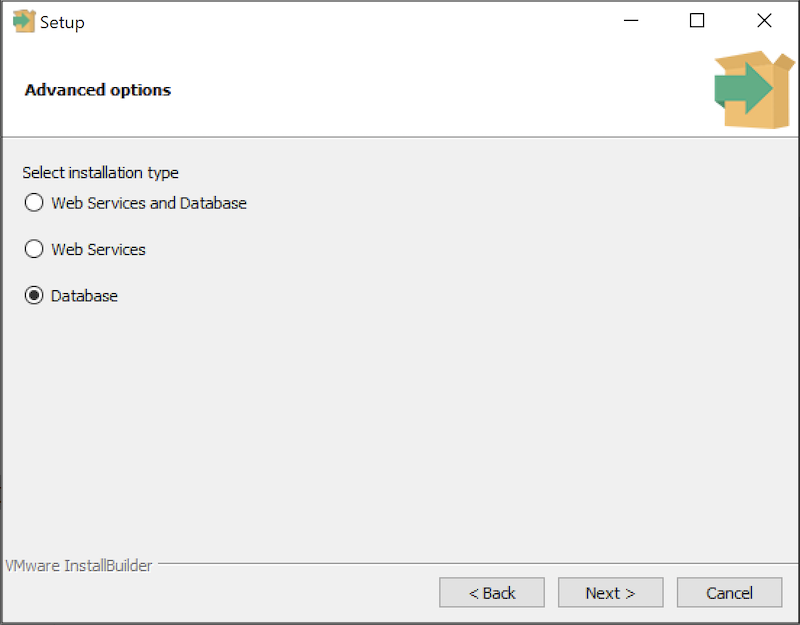 Setup
Advanced options
Select installation type
Web Services and Database
Web Services
Database
VMware InstallBuilder
< Back
Next >
Cancel